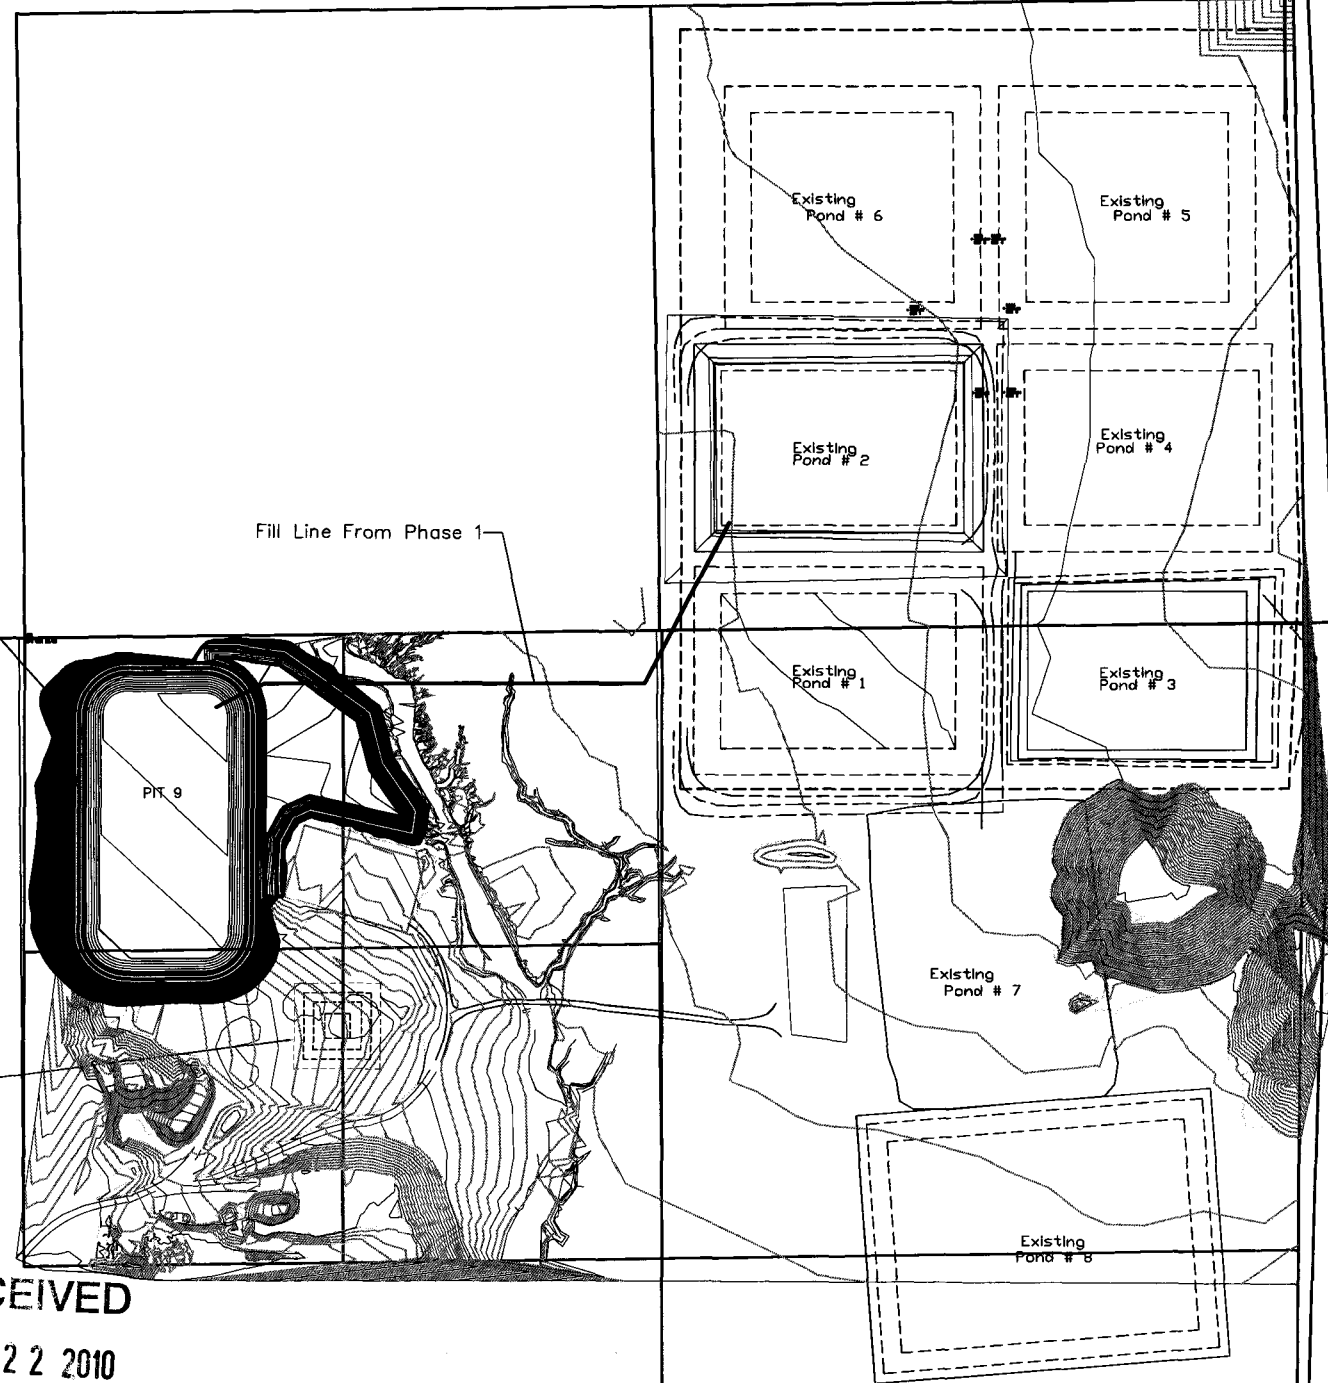 Existing
Pond # 6
Existing
Pond # 5
Existing
Pond # 2
Existing
Pond # 4
Fill Line From Phase 1
Existing
Pond # 1
Existing
Pond # 3
PIT 9
Existing
Pond # 7
Existing
Pond # 8
CEIVED
2 2 2010